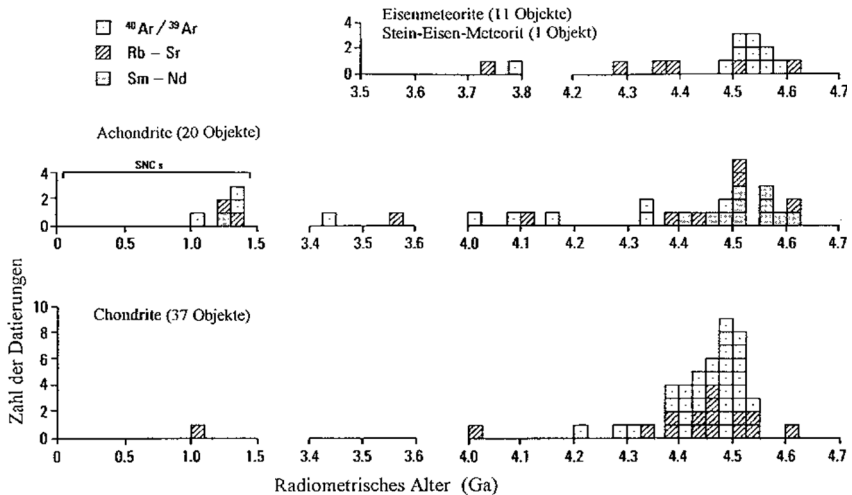 ⁴⁰Ar/³⁹Ar
Rb – Sr
Sm – Nd
Eisenmeteorite (11 Objekte)
Stein-Eisen-Meteorit (1 Objekt)
4
2
0
3.5 3.6 3.7 3.8 4.2 4.3 4.4 4.5 4.6 4.7
Achondrite (20 Objekte)
SNC s
4
2
0
0 0.5 1.0 1.5 3.4 3.5 3.6 4.0 4.1 4.2 4.3 4.4 4.5 4.6 4.7
Zahl der Datierungen
Chondrite (37 Objekte)
10
8
6
4
2
0
0 0.5 1.0 1.5 3.4 3.5 3.6 4.0 4.1 4.2 4.3 4.4 4.5 4.6 4.7
Radiometrisches Alter (Ga)